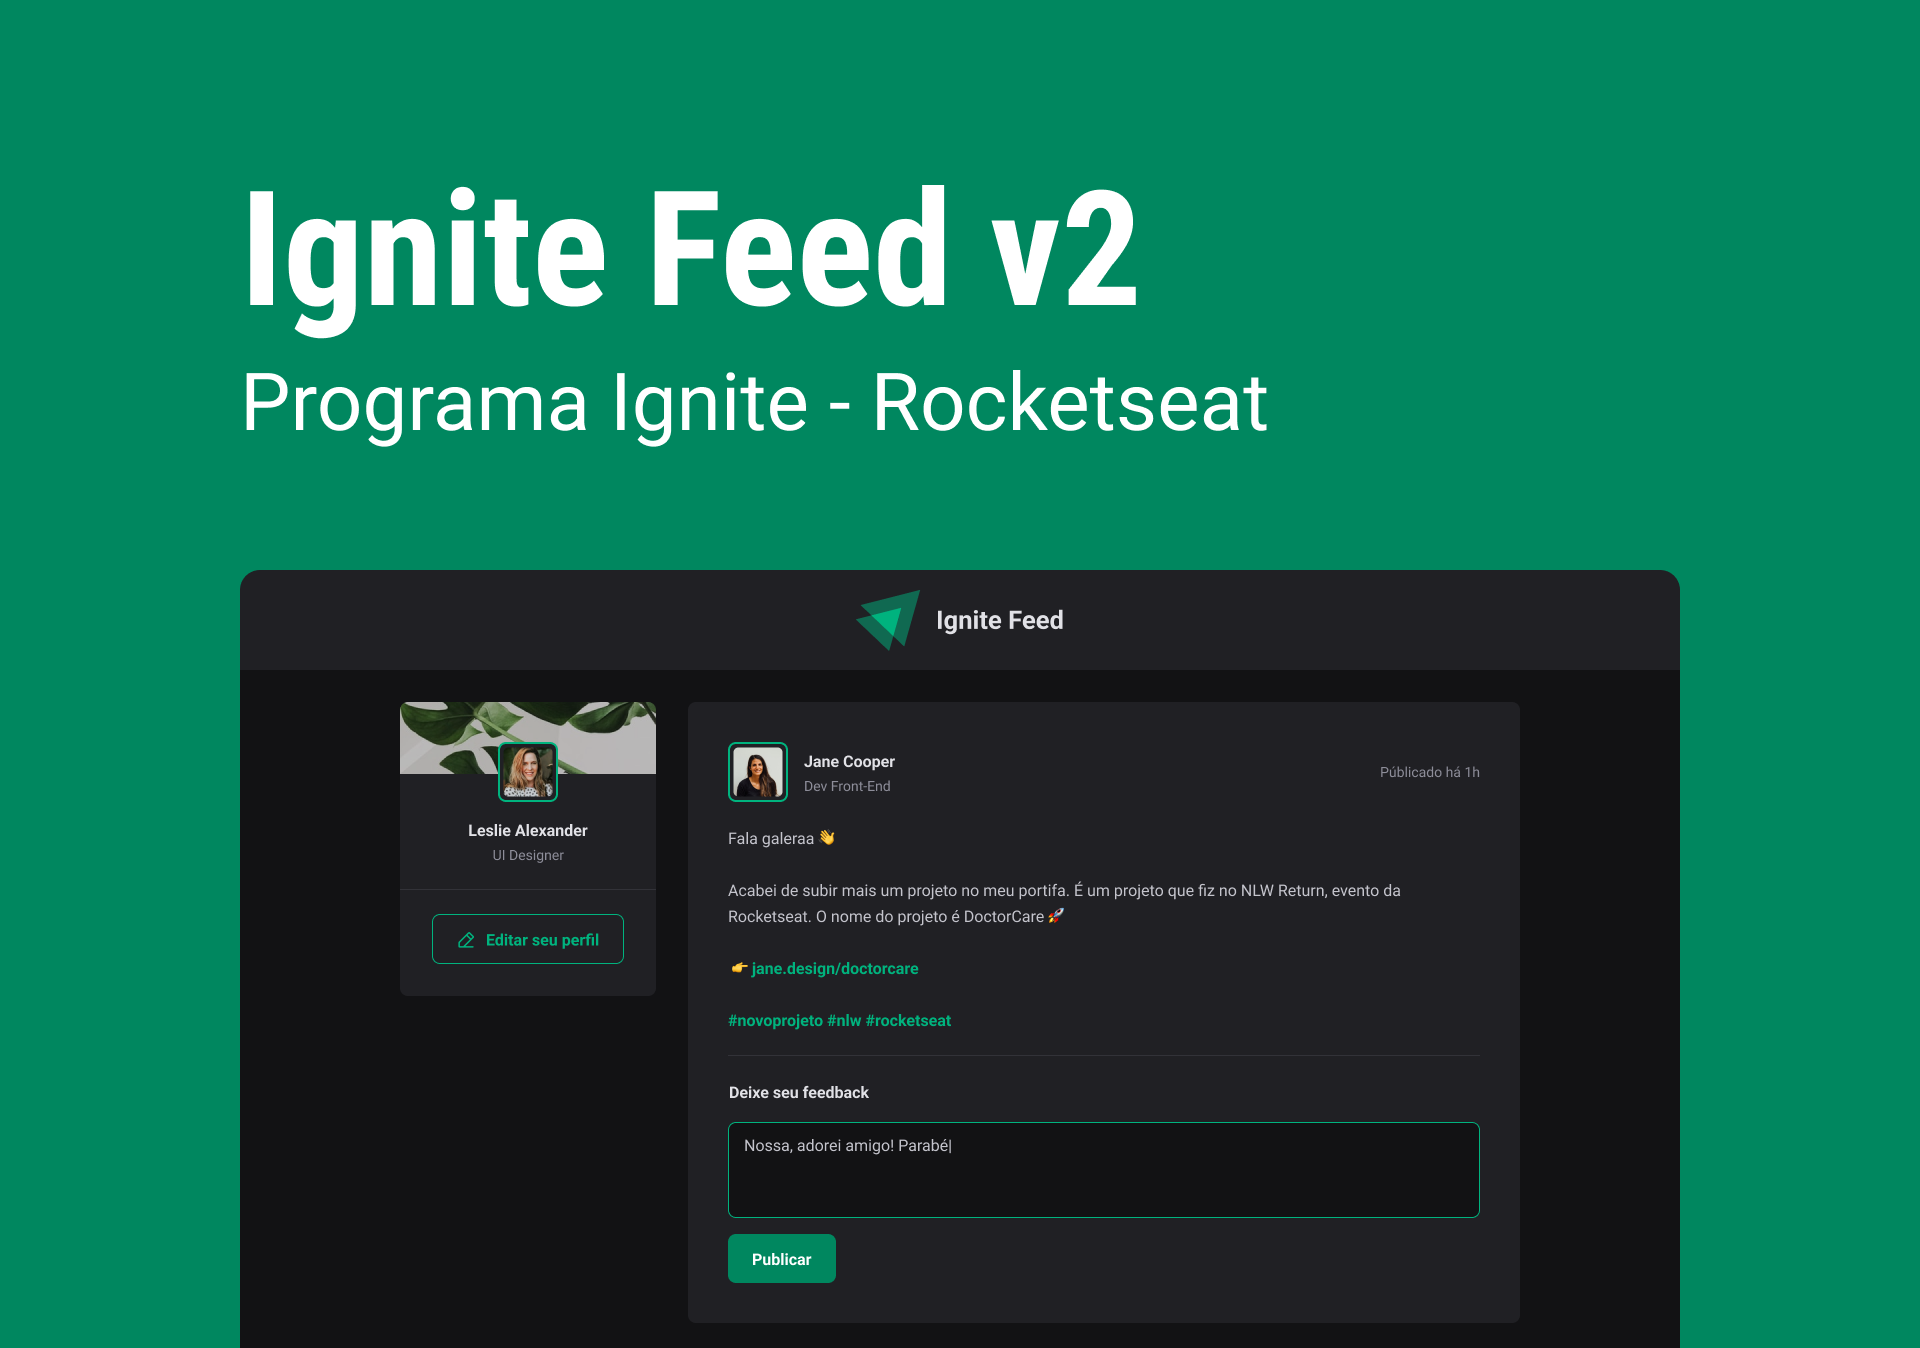 Ignite Feed v2
Programa Ignite - Rocketseat
Ignite Feed
Leslie Alexander
UI Designer
Editar seu perfil
Jane Cooper
Dev Front-End
Públicado há 1h
Fala galeraa 👋
Acabei de subir mais um projeto no meu portifa. É um projeto que fiz no NLW Return, evento da
Rocketseat. O nome do projeto é DoctorCare 🚀
👉 jane.design/doctorcare
#novoprojeto #nlw #rocketseat
Deixe seu feedback
Nossa, adorei amigo! Parabé|
Publicar